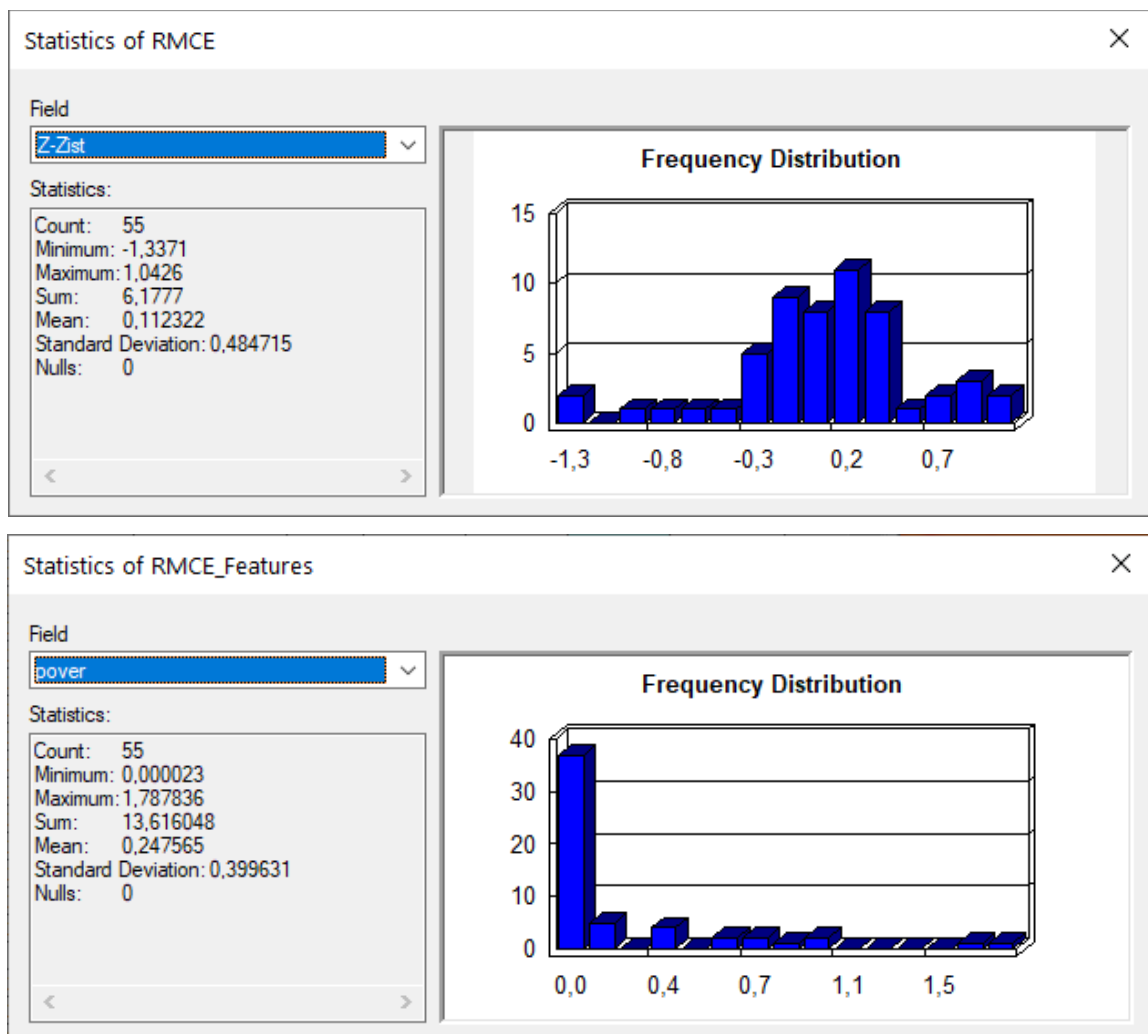 Statistics of RMCE
Field
Z-Zist
Statistics:
Count: 55
Minimum: -1,3371
Maximum: 1,0426
Sum: 6,1777
Mean: 0,112322
Standard Deviation: 0,484715
Nulls: 0
Frequency Distribution
15
10
5
0
-1,3 -0,8 -0,3 0,2 0,7
Statistics of RMCE_Features
Field
pover
Statistics:
Count: 55
Minimum: 0,000023
Maximum: 1,787836
Sum: 13,616048
Mean: 0,247565
Standard Deviation: 0,399631
Nulls: 0
Frequency Distribution
40
30
20
10
0
0,0 0,4 0,7 1,1 1,5